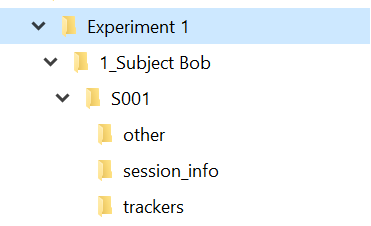 Experiment 1
1_Subject Bob
S001
other
session_info
trackers